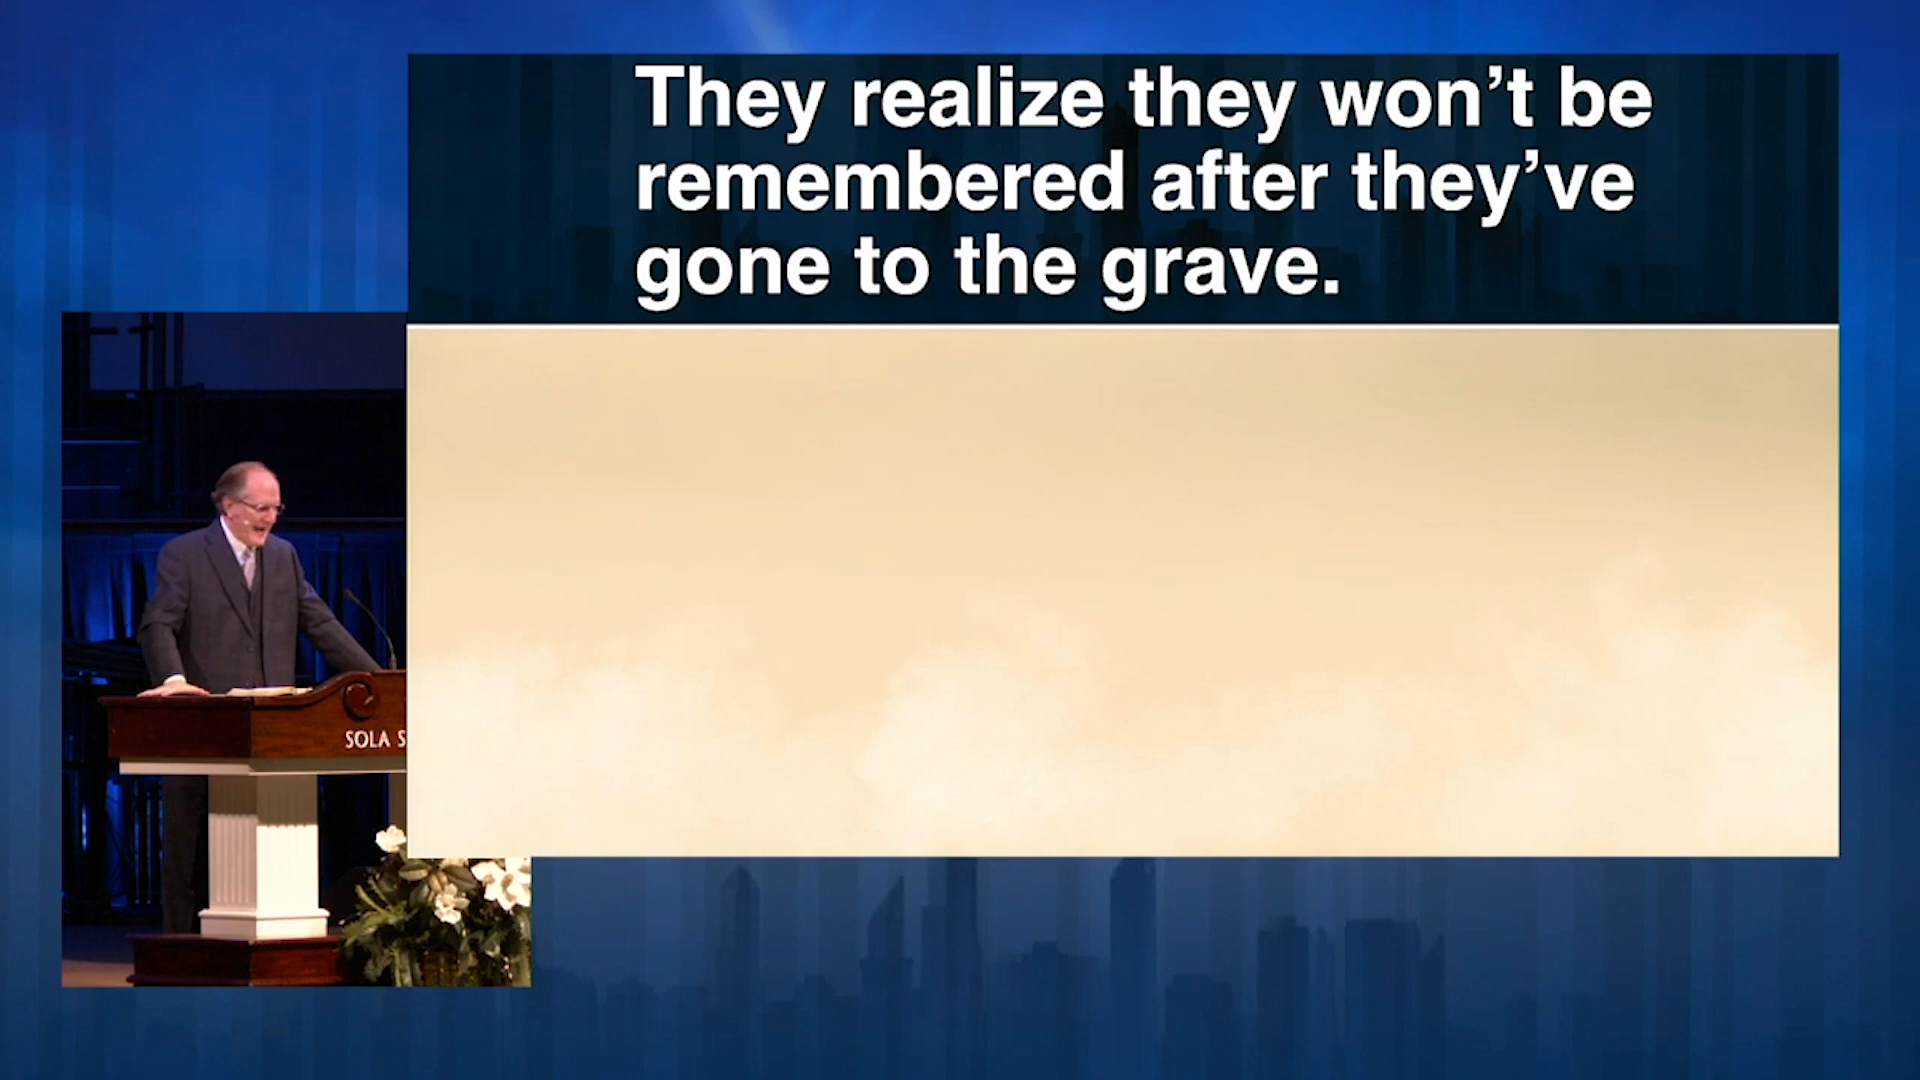 They realize they won’t be
remembered after they’ve
gone to the grave.
SOLA S